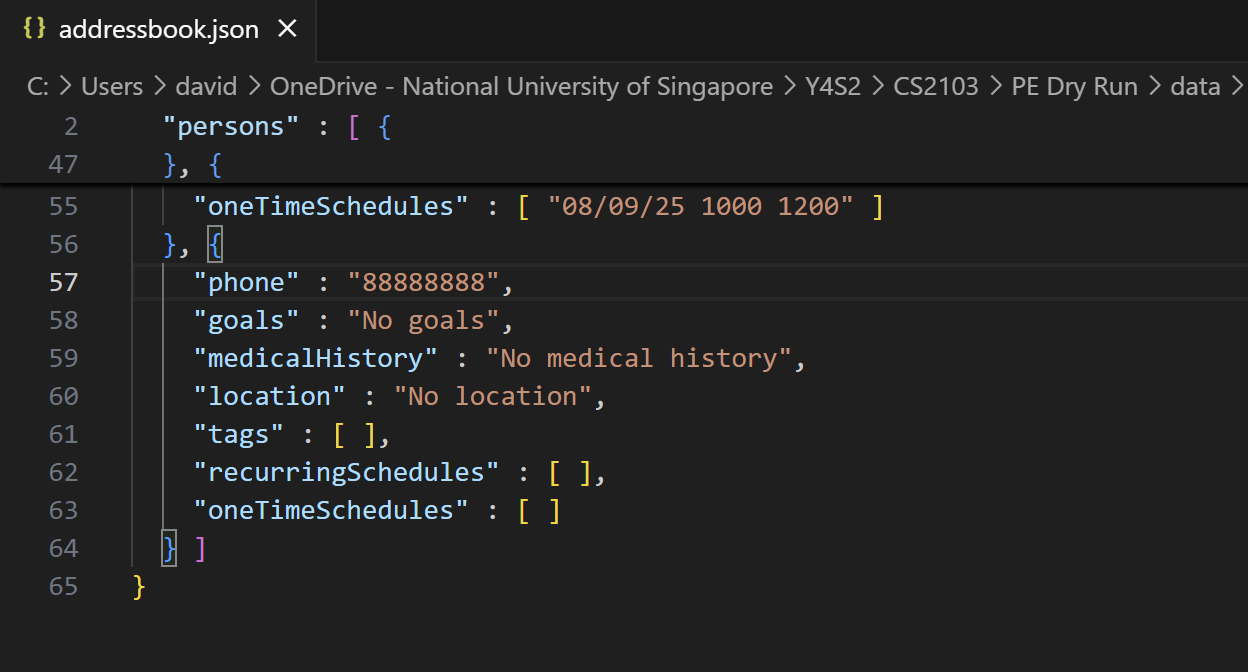 {} addressbook.json ×
C: > Users > david > OneDrive - National University of Singapore > Y4S2 > CS2103 > PE Dry Run > data >
2 "persons" : [ {
47 }, {
55 "oneTimeSchedules" : [ "08/09/25 1000 1200" ]
56 }, {
57 "phone" : "88888888",
58 "goals" : "No goals",
59 "medicalHistory" : "No medical history",
60 "location" : "No location",
61 "tags" : [ ],
62 "recurringSchedules" : [ ],
63 "oneTimeSchedules" : [ ]
64 } ]
65 }